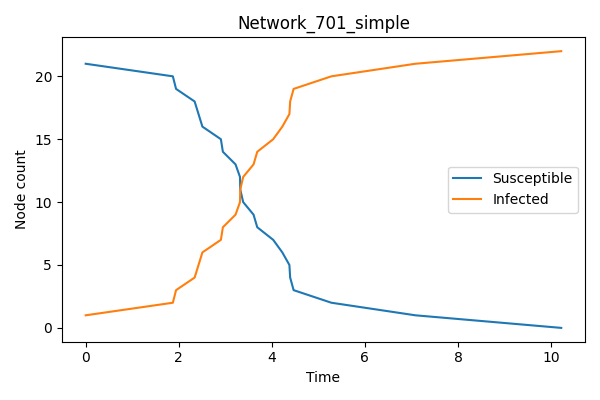 Network_701_simple
Node count
20
15
10
5
0
Susceptible
Infected
0 2 4 6 8 10
Time